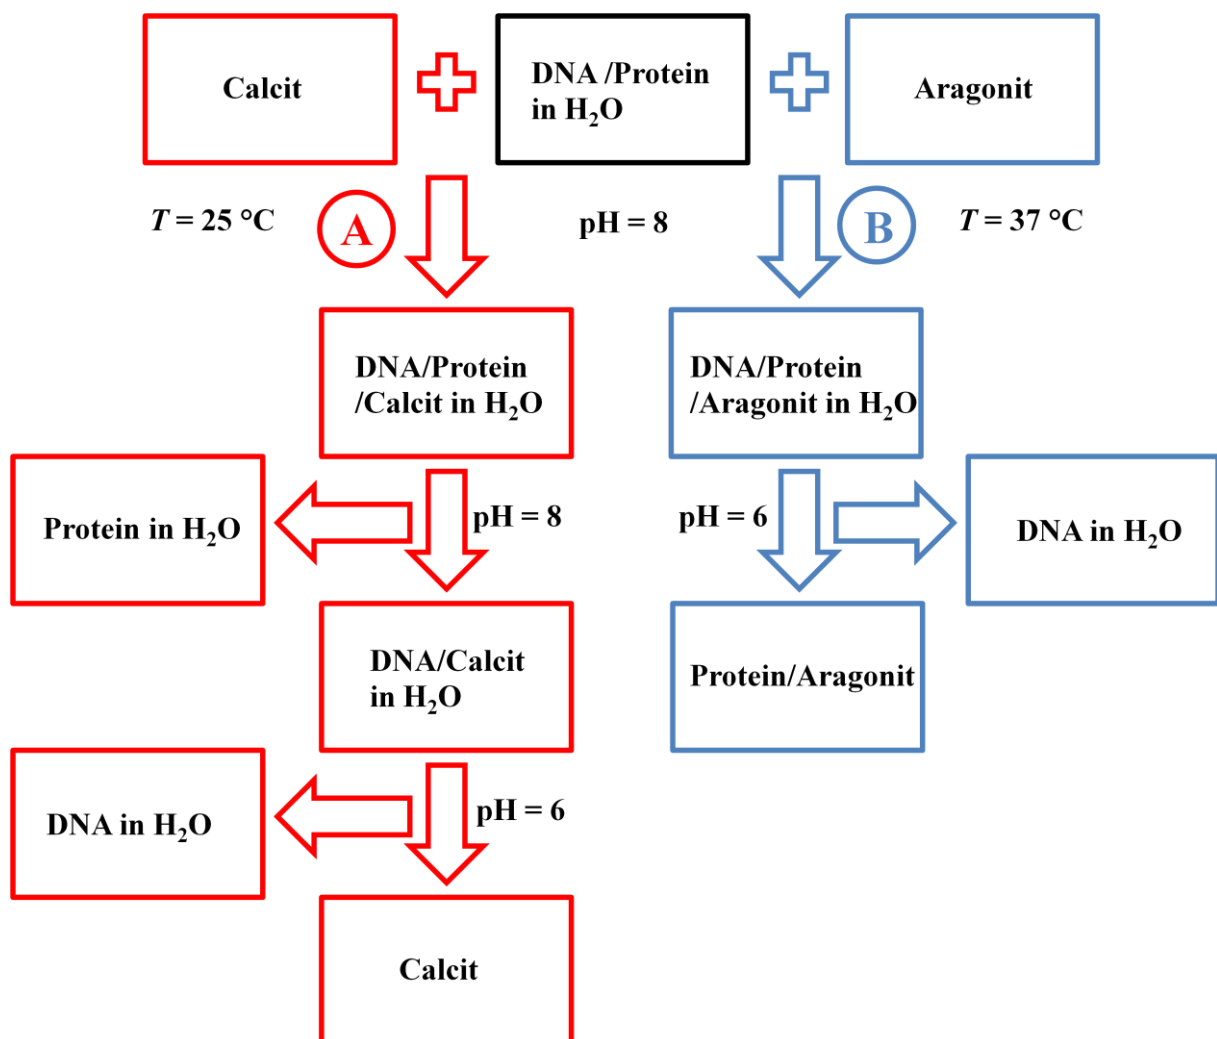 Calcit
DNA /Protein
in H₂O
Aragonit
T = 25 °C
A
pH = 8
B
T = 37 °C
DNA/Protein
/Calcit in H₂O
DNA/Protein
/Aragonit in H₂O
Protein in H₂O
pH = 8
pH = 6
DNA in H₂O
DNA/Calcit
in H₂O
Protein/Aragonit
DNA in H₂O
pH = 6
Calcit